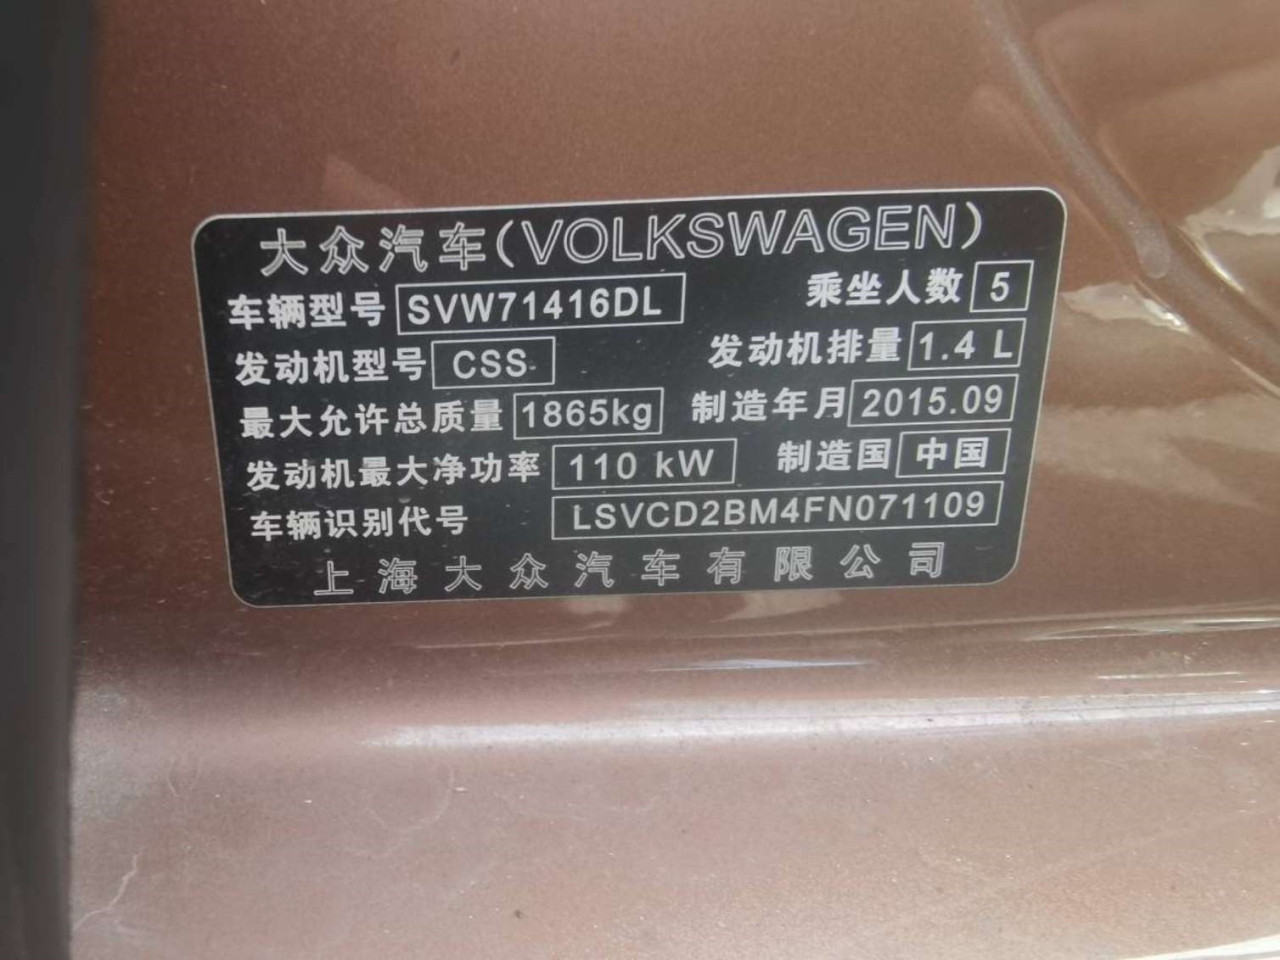 大众汽车(VOLKSWAGEN)
车辆型号 SVW71416DL 乘坐人数 5
发动机型号 CSS 发动机排量 1.4 L
最大允许总质量 1865kg 制造年月 2015.09
发动机最大净功率 110 kW 制造国 中国
车辆识别代号 LSVCD2BM4FN071109
上海大众汽车有限公司